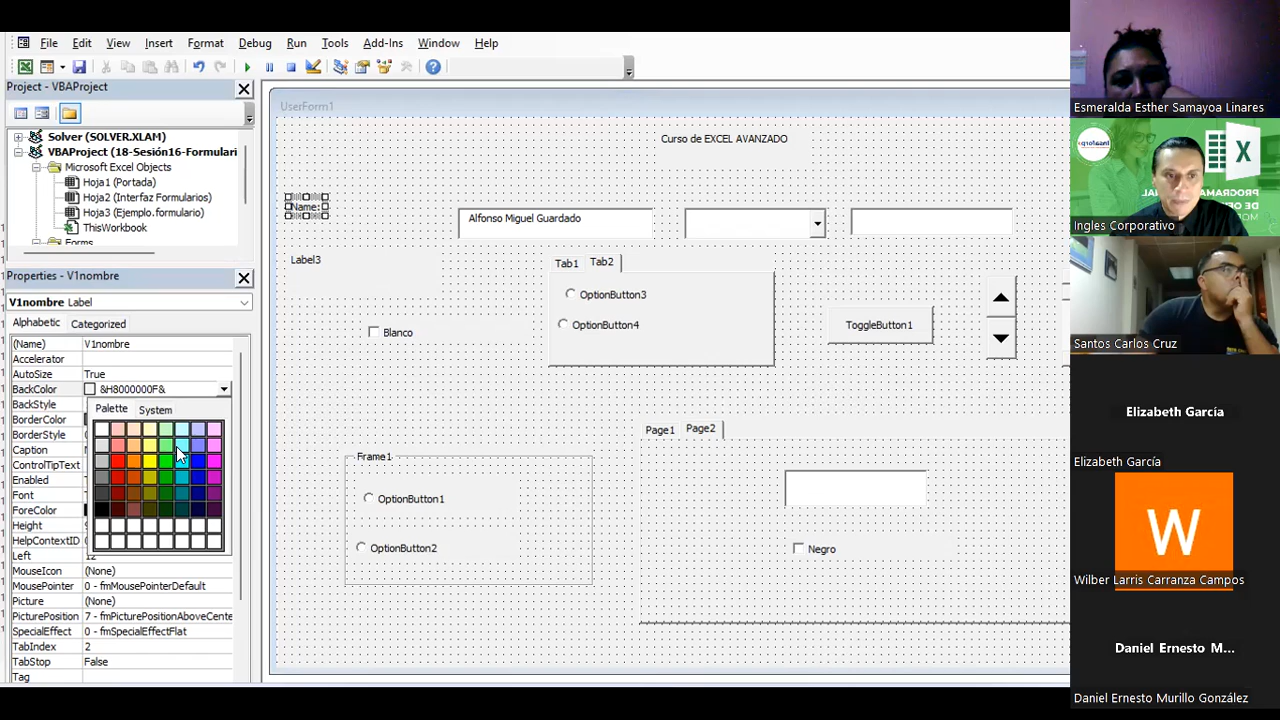 File Edit View Insert Format Debug Run Tools Add-Ins Window Help
Project - VBAProject
Solver (SOLVER.XLAM)
VBAProject (18-Sesión16-Formulari
Microsoft Excel Objects
Hoja1 (Portada)
Hoja2 (Interfaz Formularios)
Hoja3 (Ejemplo.formulario)
ThisWorkbook
Forms
Properties - V1nombre
V1nombre Label
Alphabetic Categorized
(Name) V1nombre
Accelerator
AutoSize True
BackColor &H8000000F&
BackStyle
BorderColor
BorderStyle
Caption
ControlTipText
Enabled
Font
ForeColor
Height
HelpContextID
Left 12
MouseIcon (None)
MousePointer 0 - fmMousePointerDefault
Picture (None)
PicturePosition 7 - fmPicturePositionAboveCente
SpecialEffect 0 - fmSpecialEffectFlat
TabIndex 2
TabStop False
Tag
Palette System
UserForm1
Curso de EXCEL AVANZADO
Name:
Alfonso Miguel Guardado
Label3
Tab1 Tab2
OptionButton3
OptionButton4
Blanco
ToggleButton1
Page1 Page2
Frame1
OptionButton1
OptionButton2
Negro
Esmeralda Esther Samayoa Linares
Insaforp
X
Ingles Corporativo
Santos Carlos Cruz
Elizabeth García
Elizabeth García
W
Wilber Larris Carranza Campos
Daniel Ernesto M...
Daniel Ernesto Murillo González